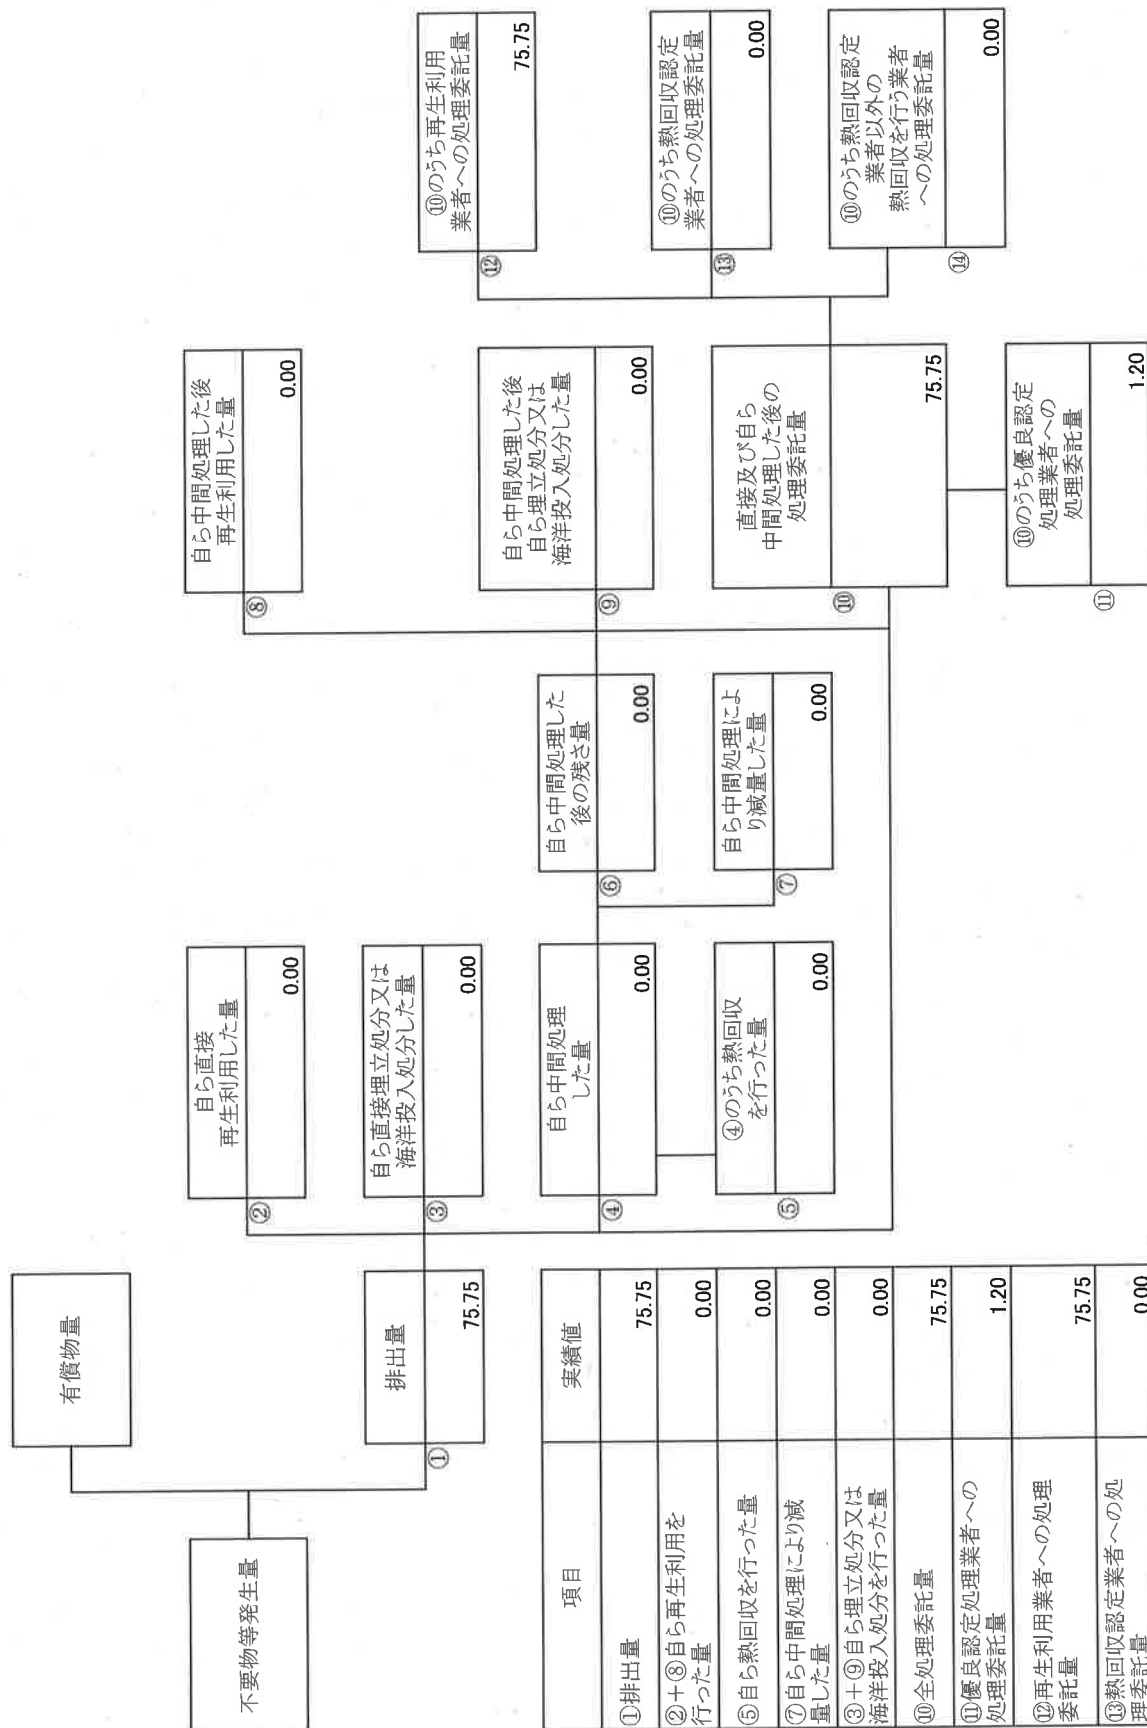 不要物等発生量
有償物量
排出量
①
75.75
自ら直接
再生利用した量
②
0.00
自ら直接埋立処分又は
海洋投入処分した量
③
0.00
自ら中間処理
した量
④
0.00
④のうち熱回収
を行った量
⑤
0.00
自ら中間処理した
後の残さ量
⑥
0.00
自ら中間処理によ
り減量した量
⑦
0.00
自ら中間処理した後
再生利用した量
⑧
0.00
自ら中間処理した後
自ら埋立処分又は
海洋投入処分した量
⑨
0.00
直接及び自ら
中間処理した後の
処理委託量
⑩
75.75
⑩のうち優良認定
処理業者への
処理委託量
⑪
1.20
⑩のうち再生利用
業者への処理委託量
⑫
75.75
⑩のうち熱回収認定
業者への処理委託量
⑬
0.00
⑩のうち熱回収認定
業者以外の
熱回収を行う業者
への処理委託量
⑭
0.00
項目 実績値
①排出量 75.75
②+⑧自ら再生利用を
行った量 0.00
⑤自ら熱回収を行った量 0.00
⑦自ら中間処理により減
量した量 0.00
③+⑨自ら埋立処分又は
海洋投入処分を行った量 0.00
⑩全処理委託量 75.75
⑪優良認定処理業者への
処理委託量 1.20
⑫再生利用業者への処理
委託量 75.75
⑬熱回収認定業者への処
理委託量 0.00